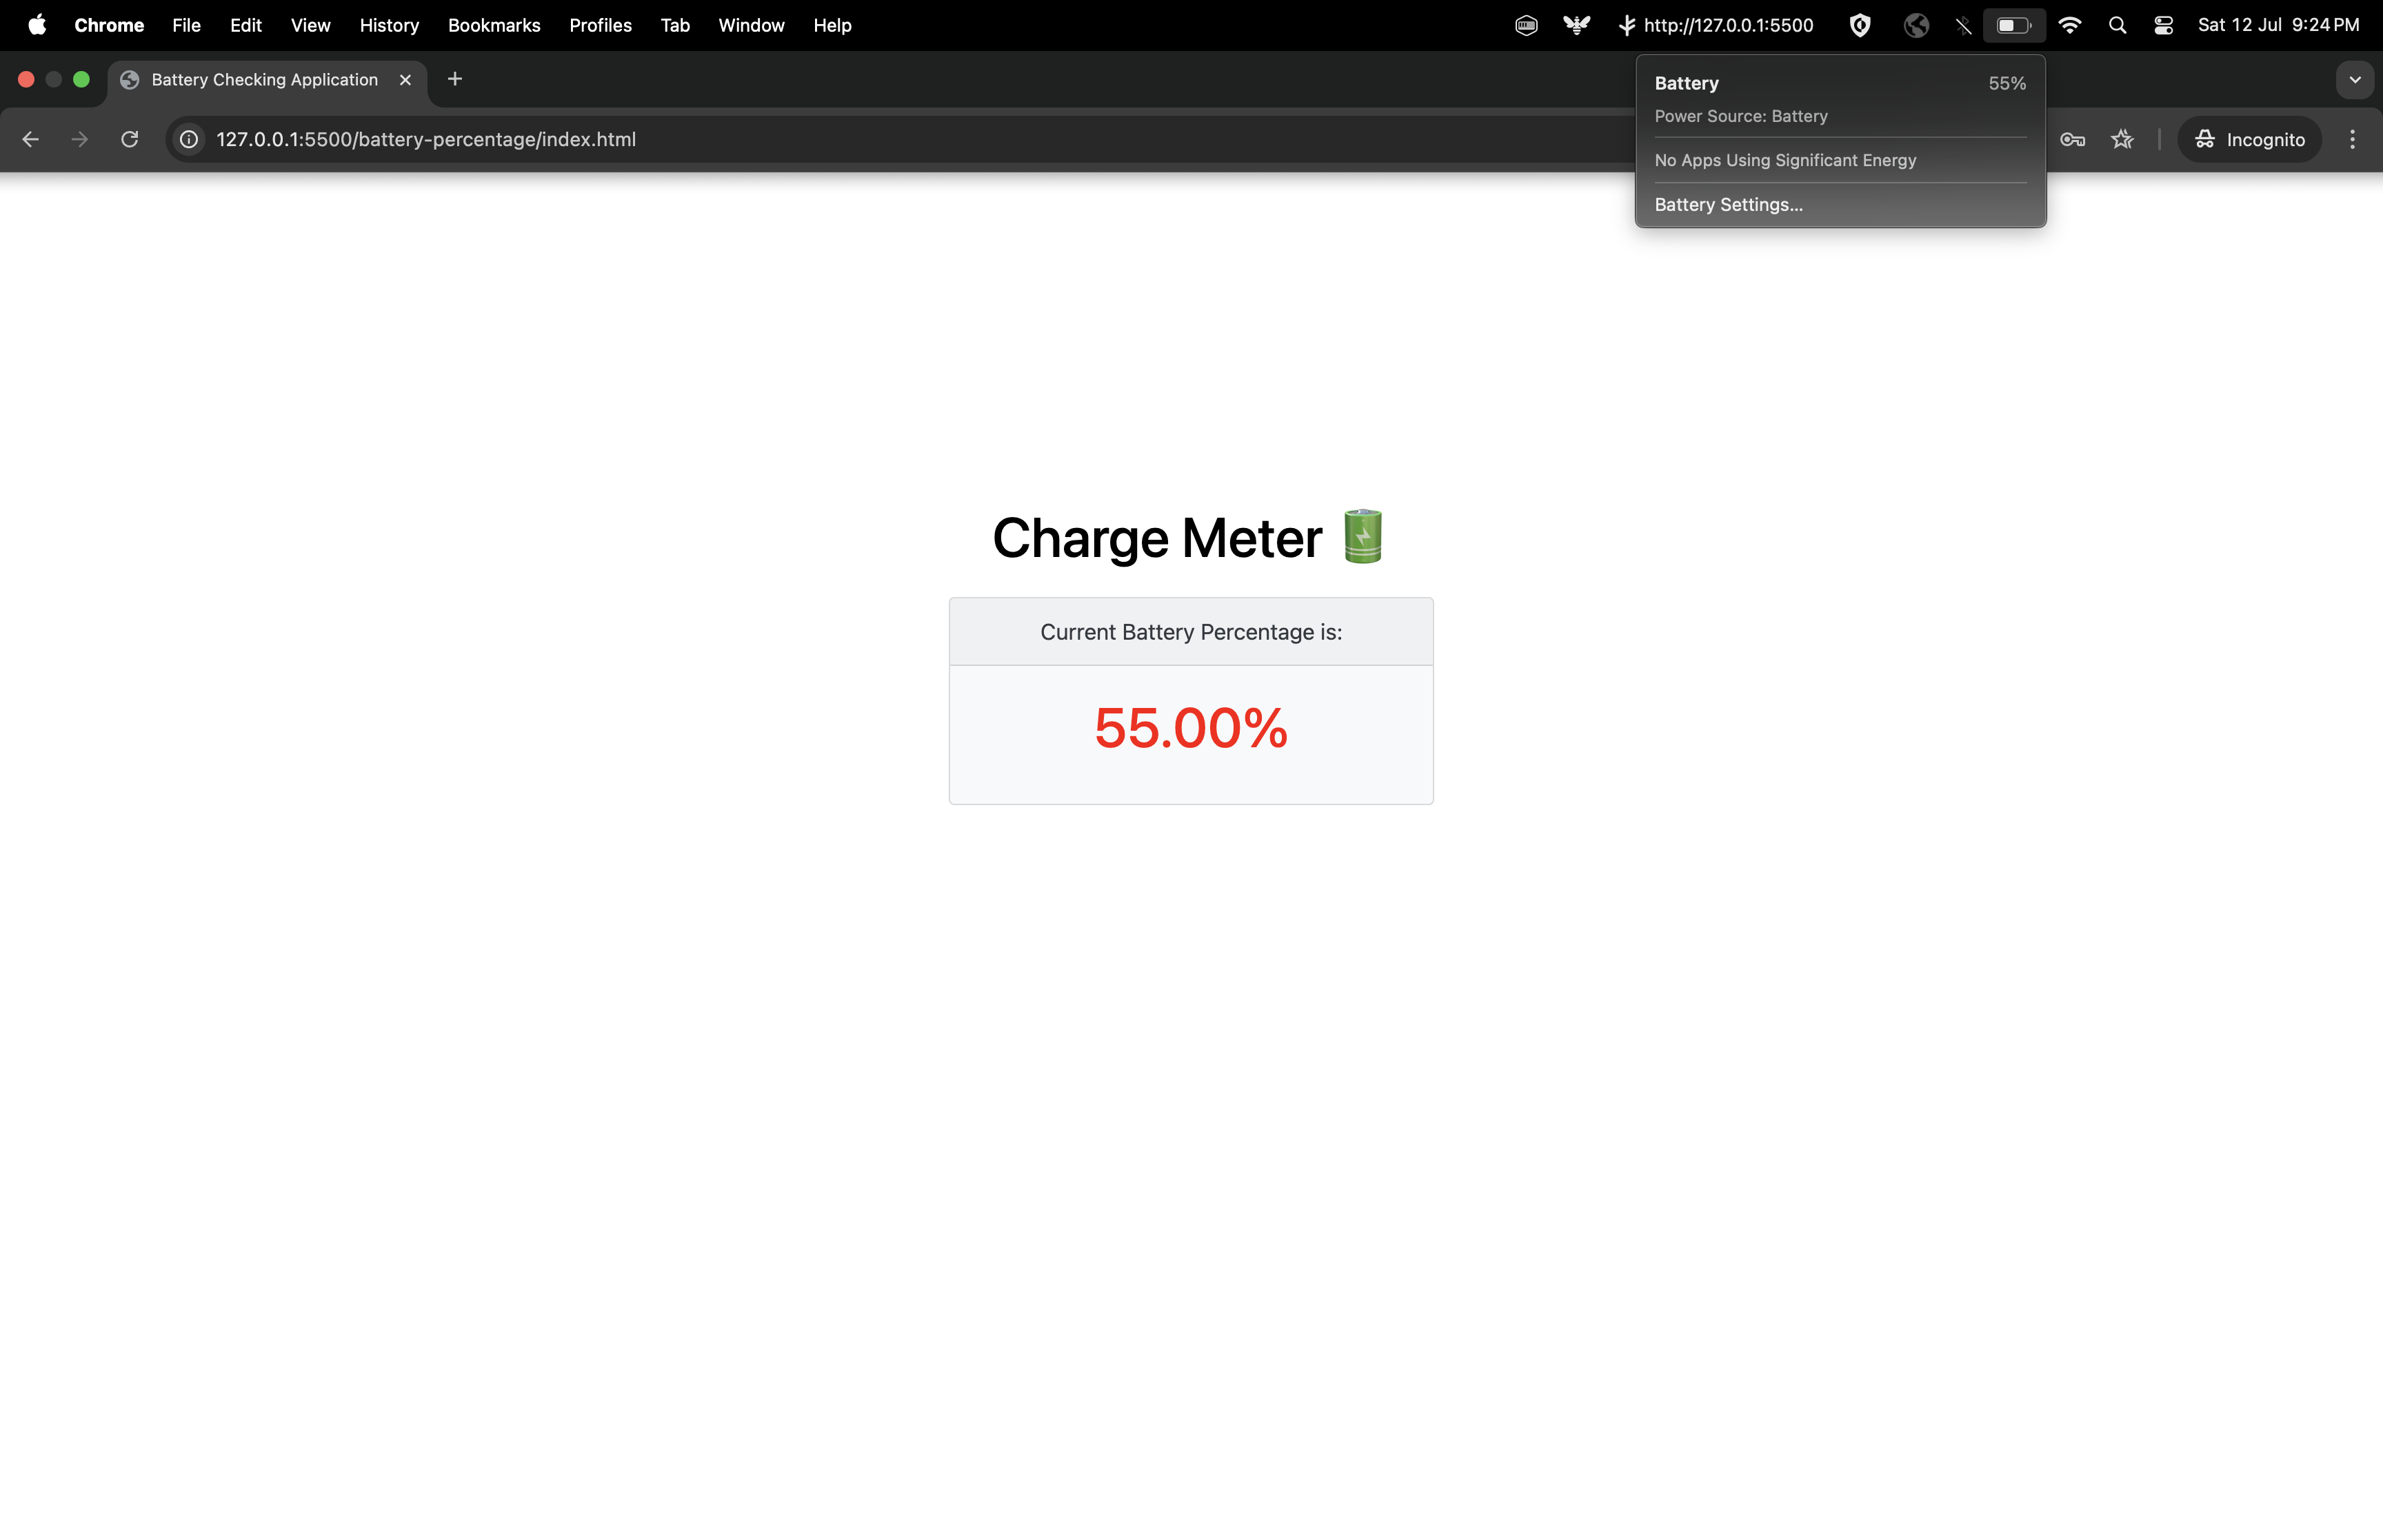 Chrome File Edit View History Bookmarks Profiles Tab Window Help http://127.0.0.1:5500 Sat 12 Jul 9:24 PM
Battery Checking Application
127.0.0.1:5500/battery-percentage/index.html
Incognito
Battery 55%
Power Source: Battery
No Apps Using Significant Energy
Battery Settings...
Charge Meter
Current Battery Percentage is:
55.00%